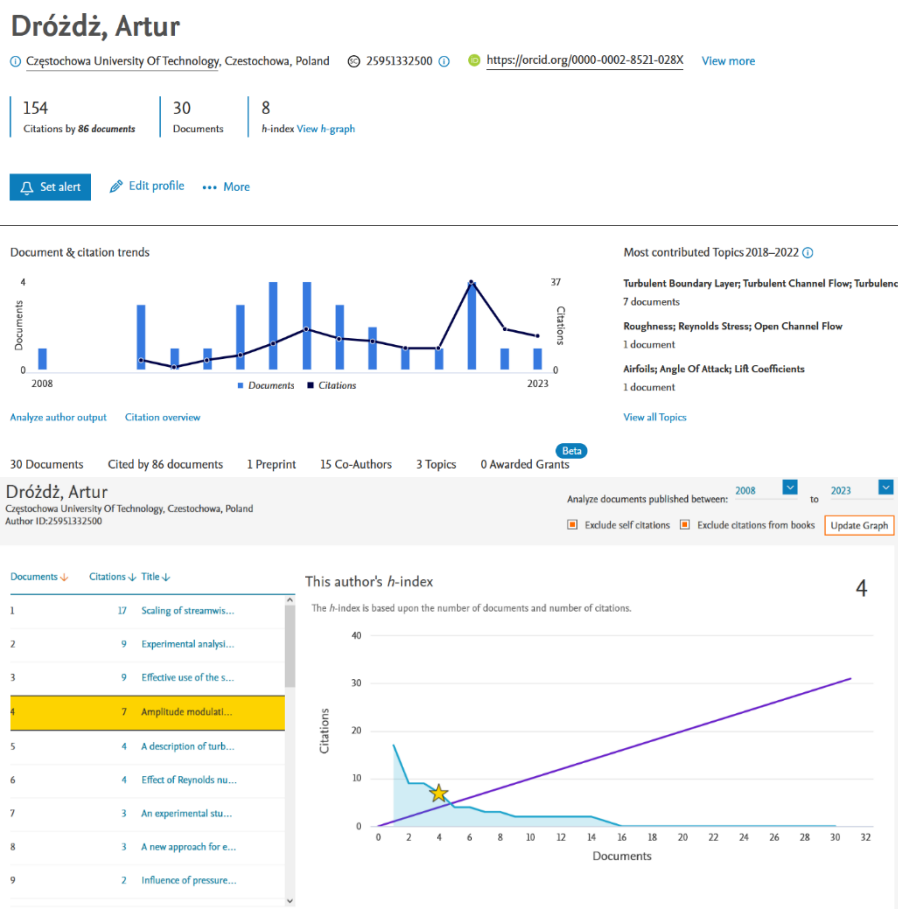 Dróżdż, Artur
Częstochowa University Of Technology, Czestochowa, Poland SC 25951332500 https://orcid.org/0000-0002-8521-028X View more
154 30 8
Citations by 86 documents Documents h-index View h-graph
Set alert Edit profile More
Document & citation trends
Documents
4
0
2008
2023
37
0
Citations
Documents Citations
Analyze author output Citation overview
Most contributed Topics 2018–2022
Turbulent Boundary Layer; Turbulent Channel Flow; Turbulenc
7 documents
Roughness; Reynolds Stress; Open Channel Flow
1 document
Airfoils; Angle Of Attack; Lift Coefficients
1 document
View all Topics
Beta
30 Documents Cited by 86 documents 1 Preprint 15 Co-Authors 3 Topics 0 Awarded Grants
Dróżdż, Artur
Częstochowa University Of Technology, Czestochowa, Poland
Author ID:25951332500
Analyze documents published between: 2008 to 2023
Exclude self citations Exclude citations from books Update Graph
Documents Citations Title
1 17 Scaling of streamwis...
2 9 Experimental analysi...
3 9 Effective use of the s...
4 7 Amplitude modulati...
5 4 A description of turb...
6 4 Effect of Reynolds nu...
7 3 An experimental stu...
8 3 A new approach for e...
9 2 Influence of pressure...
This author's h-index 4
The h-index is based upon the number of documents and number of citations.
Citations
40
30
20
10
0
0 2 4 6 8 10 12 14 16 18 20 22 24 26 28 30 32
Documents